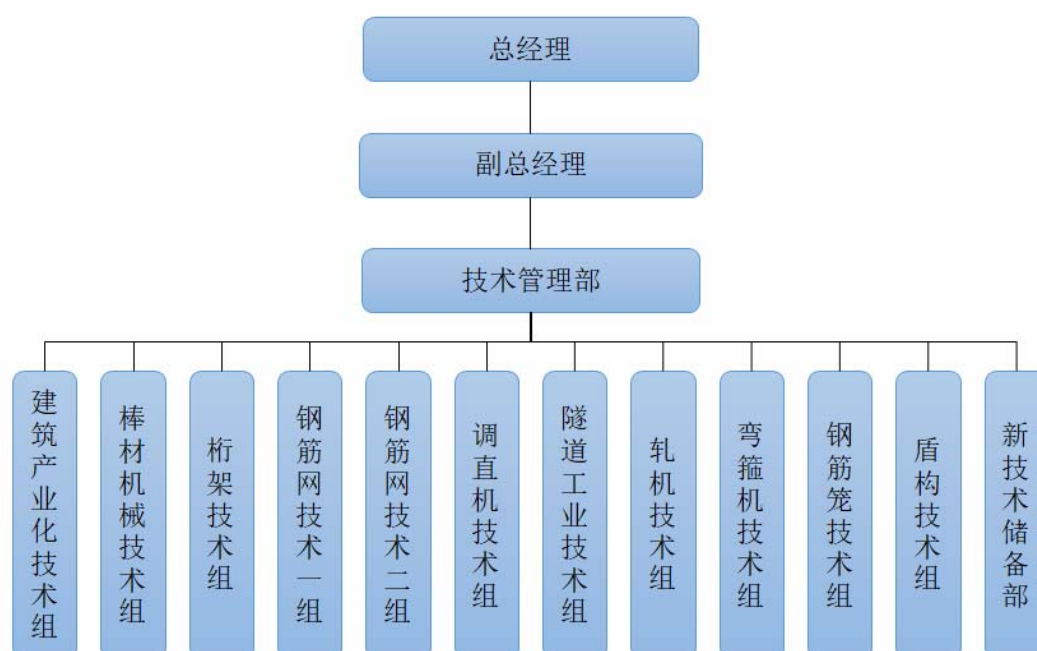 总经理
副总经理
技术管理部
建筑产业化技术组
棒材机械技术组
桁架技术组
钢筋网技术一组
钢筋网技术二组
调直机技术组
隧道工业技术组
轧机技术组
弯箍机技术组
钢筋笼技术组
盾构技术组
新技术储备部